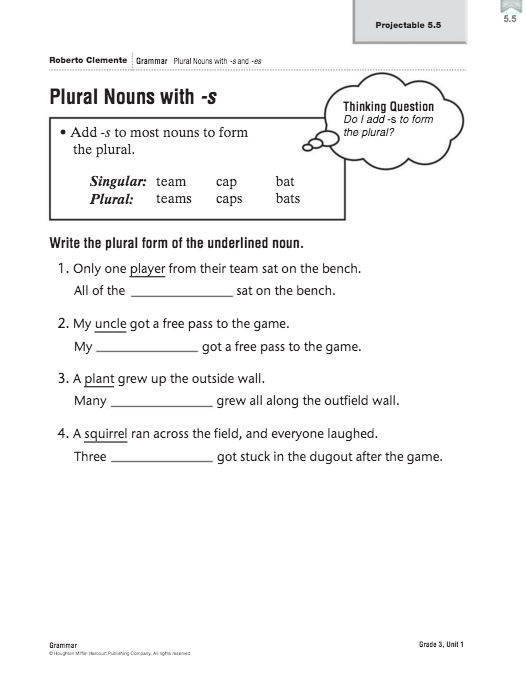 Projectable 5.5
5.5
Roberto Clemente Grammar Plural Nouns with -s and -es
Plural Nouns with -s
Thinking Question
Do I add -s to form
the plural?
• Add -s to most nouns to form
the plural.
Singular: team cap bat
Plural: teams caps bats
Write the plural form of the underlined noun.
1. Only one player from their team sat on the bench.
All of the ______________ sat on the bench.
2. My uncle got a free pass to the game.
My ______________ got a free pass to the game.
3. A plant grew up the outside wall.
Many ______________ grew all along the outfield wall.
4. A squirrel ran across the field, and everyone laughed.
Three ______________ got stuck in the dugout after the game.
Grammar
Grade 3, Unit 1
© Houghton Mifflin Harcourt Publishing Company. All rights reserved.